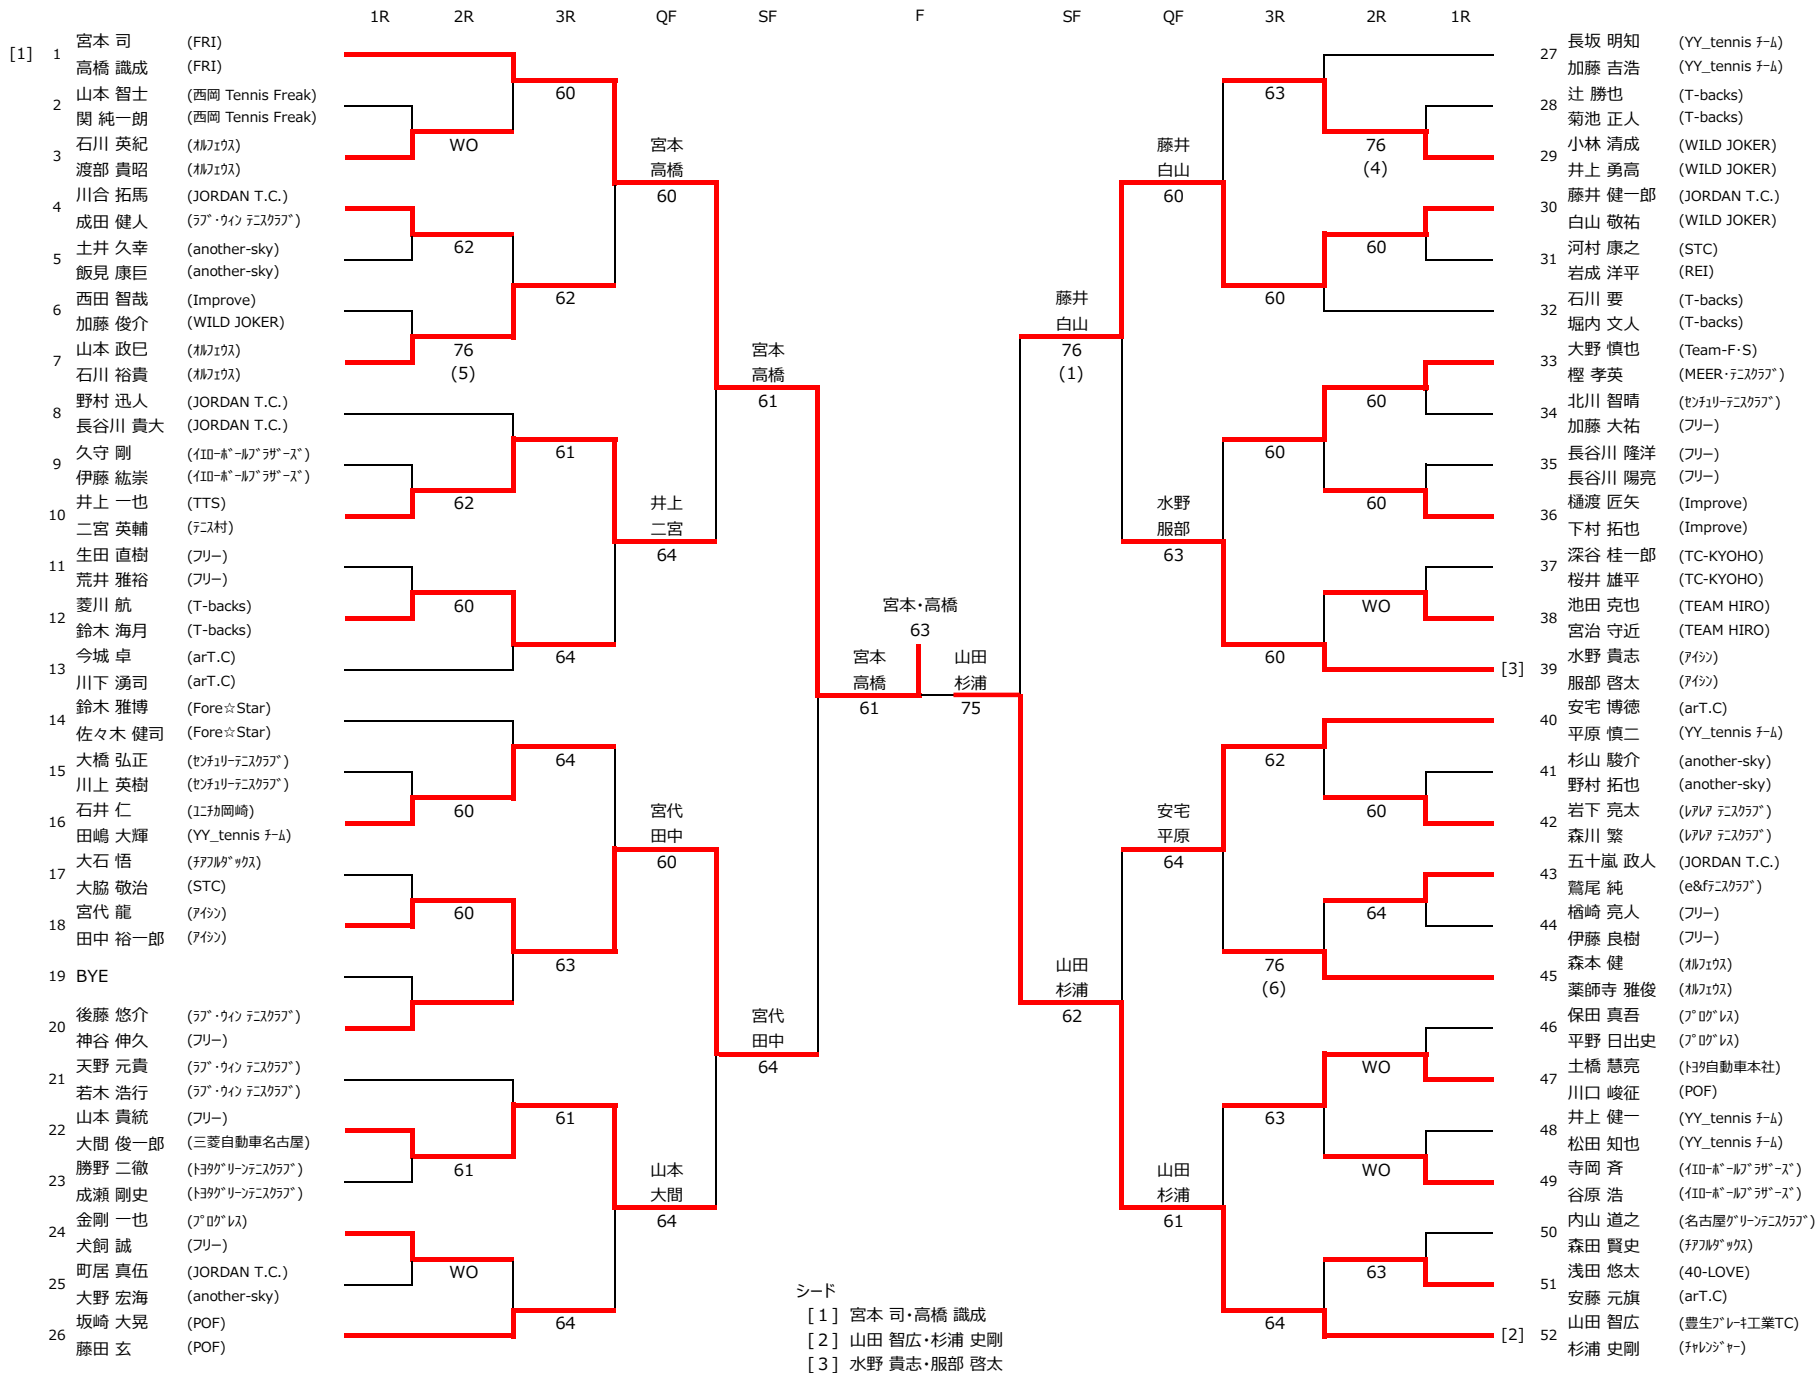 1R 2R 3R QF SF F SF QF 3R 2R 1R
[1] 1 宮本 司 (FRI)
高橋 識成 (FRI)
2 山本 智士 (西岡 Tennis Freak)
関 純一朗 (西岡 Tennis Freak)
3 石川 英紀 (ｵﾙﾌｪｳｽ)
渡部 貴昭 (ｵﾙﾌｪｳｽ)
4 川合 拓馬 (JORDAN T.C.)
成田 健人 (ﾗﾌﾞ・ｳｨﾝ ﾃﾆｽｸﾗﾌﾞ)
5 土井 久幸 (another-sky)
飯見 康巨 (another-sky)
6 西田 智哉 (Improve)
加藤 俊介 (WILD JOKER)
7 山本 政巳 (ｵﾙﾌｪｳｽ)
石川 裕貴 (ｵﾙﾌｪｳｽ)
8 野村 迅人 (JORDAN T.C.)
長谷川 貴大 (JORDAN T.C.)
9 久守 剛 (ｲｴﾛｰﾎﾞｰﾙﾌﾞﾗｻﾞｰｽﾞ)
伊藤 紘崇 (ｲｴﾛｰﾎﾞｰﾙﾌﾞﾗｻﾞｰｽﾞ)
10 井上 一也 (TTS)
二宮 英輔 (ﾃﾆｽ村)
11 生田 直樹 (フリー)
荒井 雅裕 (フリー)
12 菱川 航 (T-backs)
鈴木 海月 (T-backs)
13 今城 卓 (arT.C)
川下 湧司 (arT.C)
14 鈴木 雅博 (Fore☆Star)
佐々木 健司 (Fore☆Star)
15 大橋 弘正 (ｾﾝﾁｭﾘｰﾃﾆｽｸﾗﾌﾞ)
川上 英樹 (ｾﾝﾁｭﾘｰﾃﾆｽｸﾗﾌﾞ)
16 石井 仁 (ﾕﾆﾁｶ岡崎)
田嶋 大輝 (YY_tennis ﾁｰﾑ)
17 大石 悟 (ﾁｱﾌﾙﾀﾞｯｸｽ)
大脇 敬治 (STC)
18 宮代 龍 (ｱｲｼﾝ)
田中 裕一郎 (ｱｲｼﾝ)
19 BYE
20 後藤 悠介 (ﾗﾌﾞ・ｳｨﾝ ﾃﾆｽｸﾗﾌﾞ)
神谷 伸久 (フリー)
21 天野 元貴 (ﾗﾌﾞ・ｳｨﾝ ﾃﾆｽｸﾗﾌﾞ)
若木 浩行 (ﾗﾌﾞ・ｳｨﾝ ﾃﾆｽｸﾗﾌﾞ)
22 山本 貴統 (フリー)
大間 俊一郎 (三菱自動車名古屋)
23 勝野 二徹 (ﾄﾖﾀｸﾞﾘｰﾝﾃﾆｽｸﾗﾌﾞ)
成瀬 剛史 (ﾄﾖﾀｸﾞﾘｰﾝﾃﾆｽｸﾗﾌﾞ)
24 金剛 一也 (ﾌﾟﾛｸﾞﾚｽ)
犬飼 誠 (フリー)
25 町居 真伍 (JORDAN T.C.)
大野 宏海 (another-sky)
26 坂崎 大晃 (POF)
藤田 玄 (POF)
WO
62
76
(5)
62
60
60
60
61
WO
60
62
61
64
64
63
61
64
宮本
高橋
60
井上
二宮
64
宮代
田中
60
山本
大間
64
宮本
高橋
61
宮代
田中
64
宮本
高橋
61
宮本・高橋
63
山田
杉浦
75
藤井
白山
76
(1)
山田
杉浦
62
藤井
白山
60
水野
服部
63
安宅
平原
64
山田
杉浦
61
63
60
60
60
62
76
(6)
63
64
76
(4)
60
60
60
WO
60
64
WO
WO
63
27 長坂 明知 (YY_tennis ﾁｰﾑ)
加藤 吉浩 (YY_tennis ﾁｰﾑ)
28 辻 勝也 (T-backs)
菊池 正人 (T-backs)
29 小林 清成 (WILD JOKER)
井上 勇高 (WILD JOKER)
30 藤井 健一郎 (JORDAN T.C.)
白山 敬祐 (WILD JOKER)
31 河村 康之 (STC)
岩成 洋平 (REI)
32 石川 要 (T-backs)
堀内 文人 (T-backs)
33 大野 慎也 (Team-F･S)
樫 孝英 (MEER･ﾃﾆｽｸﾗﾌﾞ)
34 北川 智晴 (ｾﾝﾁｭﾘｰﾃﾆｽｸﾗﾌﾞ)
加藤 大祐 (フリー)
35 長谷川 隆洋 (フリー)
長谷川 陽亮 (フリー)
36 樋渡 匠矢 (Improve)
下村 拓也 (Improve)
37 深谷 桂一郎 (TC-KYOHO)
桜井 雄平 (TC-KYOHO)
38 池田 克也 (TEAM HIRO)
宮治 守近 (TEAM HIRO)
[3] 39 水野 貴志 (ｱｲｼﾝ)
服部 啓太 (ｱｲｼﾝ)
40 安宅 博徳 (arT.C)
平原 慎二 (YY_tennis ﾁｰﾑ)
41 杉山 駿介 (another-sky)
野村 拓也 (another-sky)
42 岩下 亮太 (ﾚｱﾚｱ ﾃﾆｽｸﾗﾌﾞ)
森川 繁 (ﾚｱﾚｱ ﾃﾆｽｸﾗﾌﾞ)
43 五十嵐 政人 (JORDAN T.C.)
鷲尾 純 (e&fﾃﾆｽｸﾗﾌﾞ)
44 楢崎 亮人 (フリー)
伊藤 良樹 (フリー)
45 森本 健 (ｵﾙﾌｪｳｽ)
薬師寺 雅俊 (ｵﾙﾌｪｳｽ)
46 保田 真吾 (ﾌﾟﾛｸﾞﾚｽ)
平野 日出史 (ﾌﾟﾛｸﾞﾚｽ)
47 土橋 慧亮 (ﾄﾖﾀ自動車本社)
川口 峻征 (POF)
48 井上 健一 (YY_tennis ﾁｰﾑ)
松田 知也 (YY_tennis ﾁｰﾑ)
49 寺岡 斉 (ｲｴﾛｰﾎﾞｰﾙﾌﾞﾗｻﾞｰｽﾞ)
谷原 浩 (ｲｴﾛｰﾎﾞｰﾙﾌﾞﾗｻﾞｰｽﾞ)
50 内山 道之 (名古屋ｸﾞﾘｰﾝﾃﾆｽｸﾗﾌﾞ)
森田 賢史 (ﾁｱﾌﾙﾀﾞｯｸｽ)
51 浅田 悠太 (40-LOVE)
安藤 元旗 (arT.C)
[2] 52 山田 智広 (豊生ﾌﾞﾚｰｷ工業TC)
杉浦 史剛 (ﾁｬﾚﾝｼﾞｬｰ)
シード
[1] 宮本 司・高橋 識成
[2] 山田 智広・杉浦 史剛
[3] 水野 貴志・服部 啓太